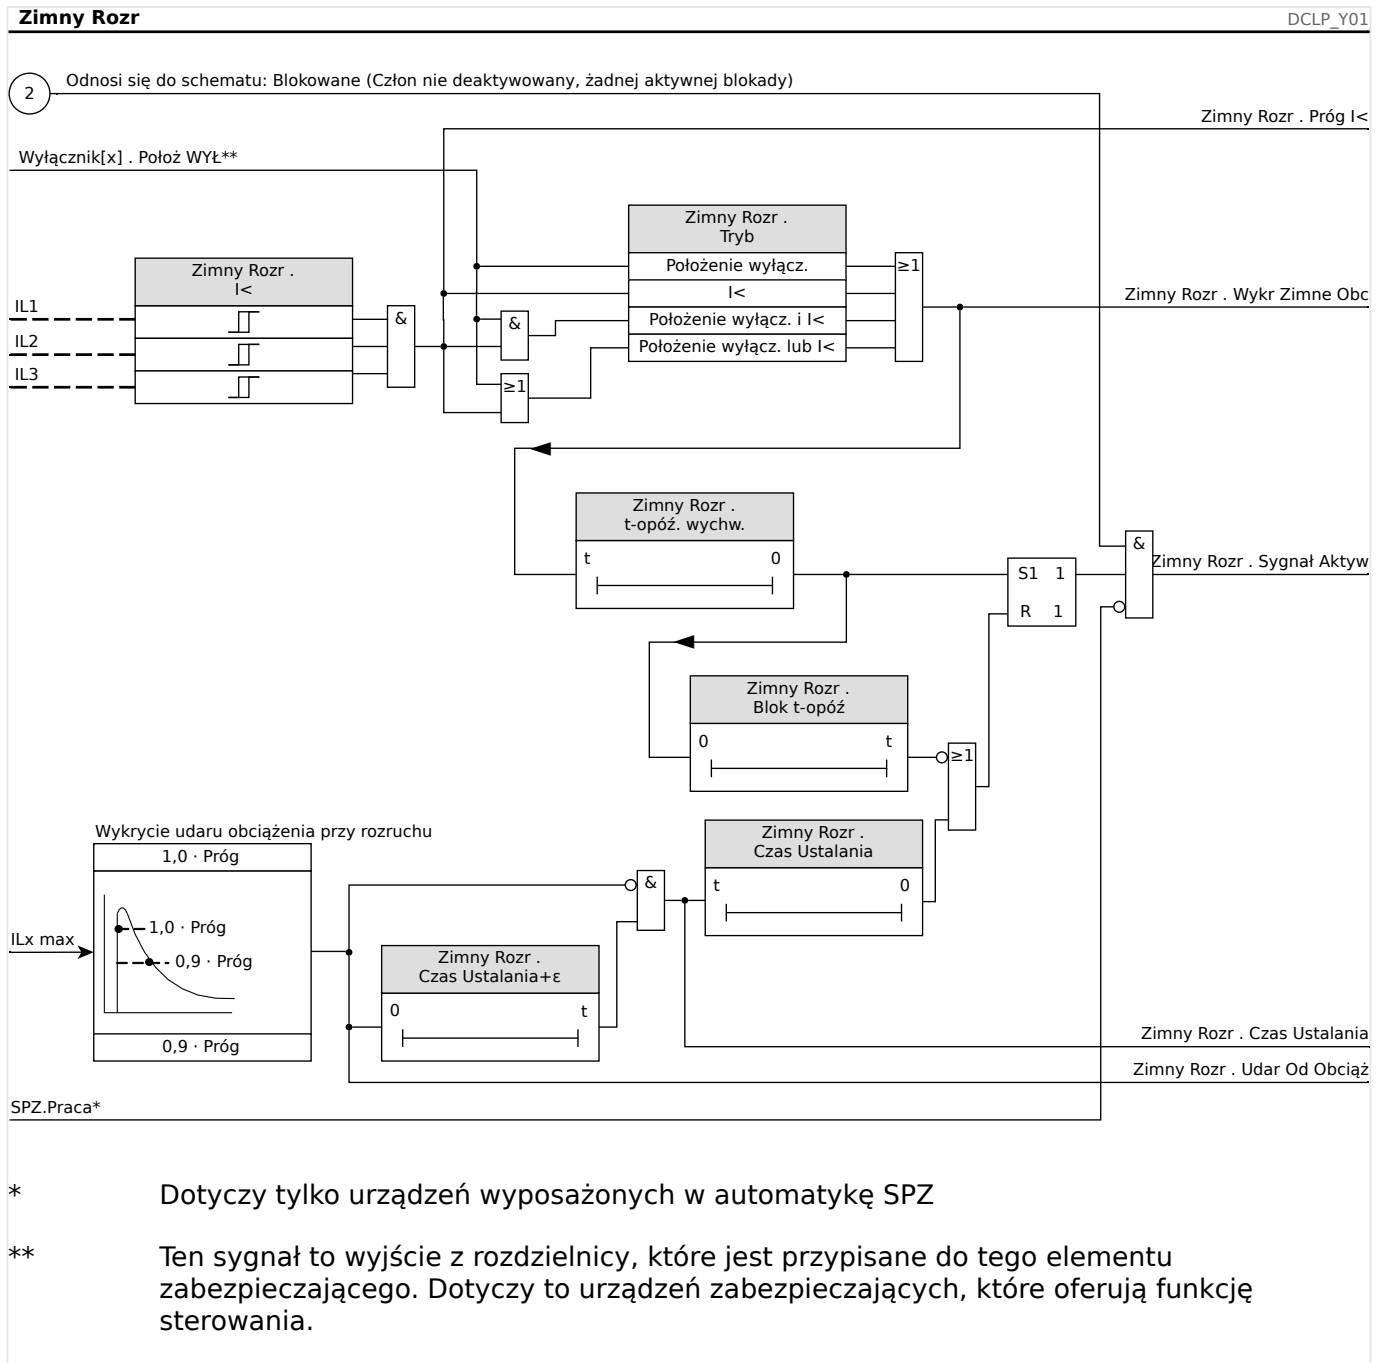 Zimny Rozr
DCLP_Y01
2
Odnosi się do schematu: Blokowane (Człon nie deaktywowany, żadnej aktywnej blokady)
Zimny Rozr . Próg I<
Wyłącznik[x] . Położ WYŁ**
Zimny Rozr .
Tryb
Położenie wyłącz.
I<
Położenie wyłącz. i I<
Położenie wyłącz. lub I<
≥1
Zimny Rozr .
I<
IL1
IL2
IL3
&
&
≥1
Zimny Rozr . Wykr Zimne Obc
Zimny Rozr .
t-opóź. wychw.
t 0
S1 1
R 1
&
Zimny Rozr . Sygnał Aktyw
Zimny Rozr .
Blok t-opóź
0 t
≥1
Wykrycie udaru obciążenia przy rozruchu
1,0 · Próg
1,0 · Próg
0,9 · Próg
0,9 · Próg
ILx max
&
Zimny Rozr .
Czas Ustalania
t 0
Zimny Rozr .
Czas Ustalania+ε
0 t
Zimny Rozr . Czas Ustalania
Zimny Rozr . Udar Od Obciąż
SPZ.Praca*
* Dotyczy tylko urządzeń wyposażonych w automatykę SPZ
** Ten sygnał to wyjście z rozdzielnicy, które jest przypisane do tego elementu
zabezpieczającego. Dotyczy to urządzeń zabezpieczających, które oferują funkcję
sterowania.